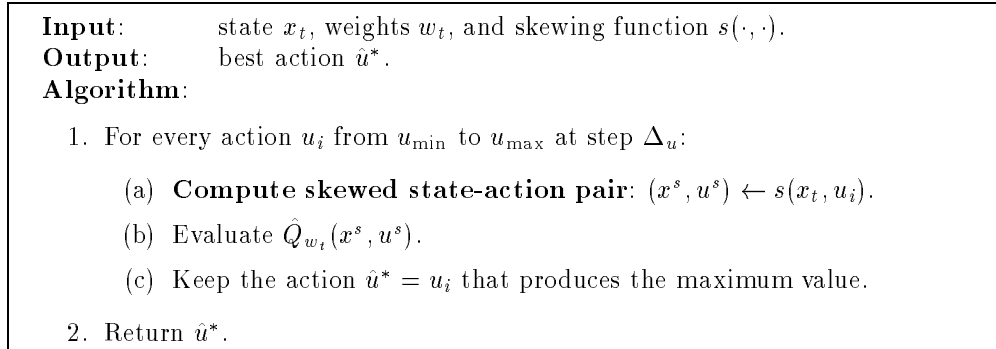 Input: state x_t, weights w_t, and skewing function s(·, ·).
Output: best action û*.
Algorithm:
1. For every action u_i from u_min to u_max at step Δ_u:
(a) Compute skewed state-action pair: (x^s, u^s) ← s(x_t, u_i).
(b) Evaluate Q̂_{w_t}(x^s, u^s).
(c) Keep the action û* = u_i that produces the maximum value.
2. Return û*.